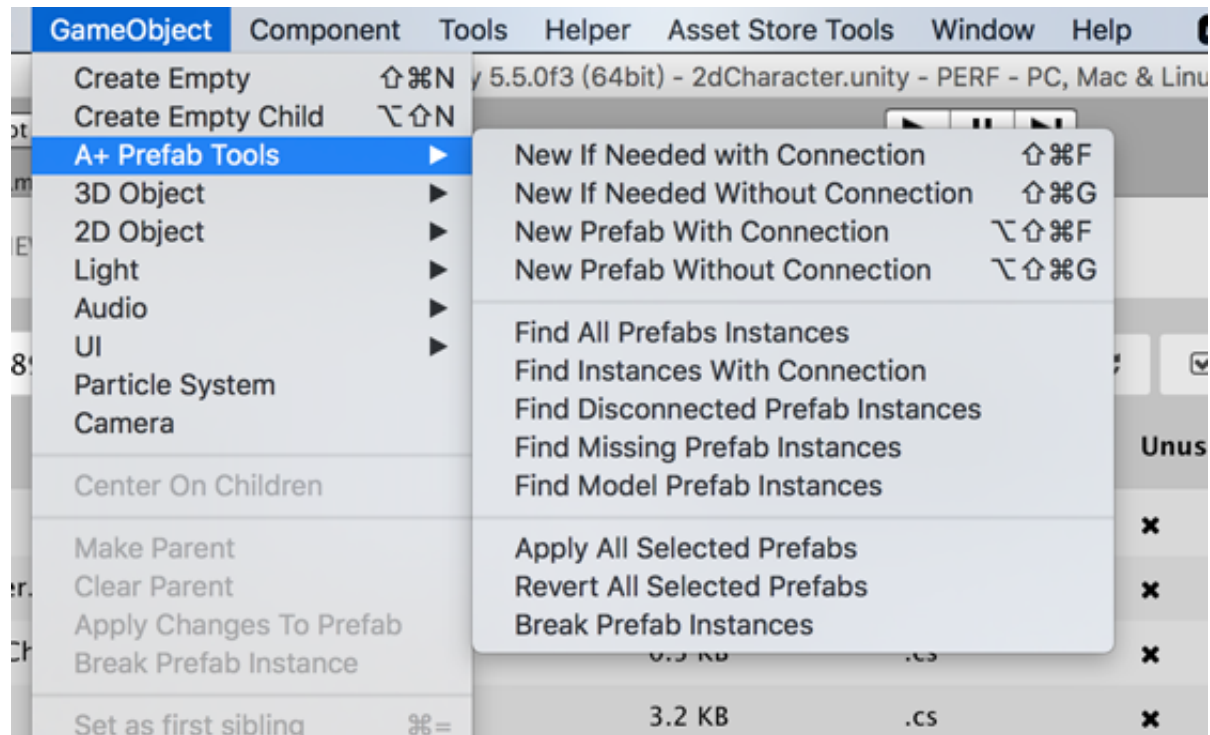 GameObject Component Tools Helper Asset Store Tools Window Help
Create Empty ⇧⌘N
y 5.5.0f3 (64bit) - 2dCharacter.unity - PERF - PC, Mac & Linu
Create Empty Child ⌥⇧N
A+ Prefab Tools ▶
3D Object ▶
2D Object ▶
Light ▶
Audio ▶
UI ▶
Particle System
Camera
Center On Children
Make Parent
Clear Parent
Apply Changes To Prefab
Break Prefab Instance
Set as first sibling ⌘=
New If Needed with Connection ⇧⌘F
New If Needed Without Connection ⇧⌘G
New Prefab With Connection ⌥⇧⌘F
New Prefab Without Connection ⌥⇧⌘G
Find All Prefabs Instances
Find Instances With Connection
Find Disconnected Prefab Instances
Find Missing Prefab Instances
Find Model Prefab Instances
Apply All Selected Prefabs
Revert All Selected Prefabs
Break Prefab Instances
Unus
3.2 KB .cs